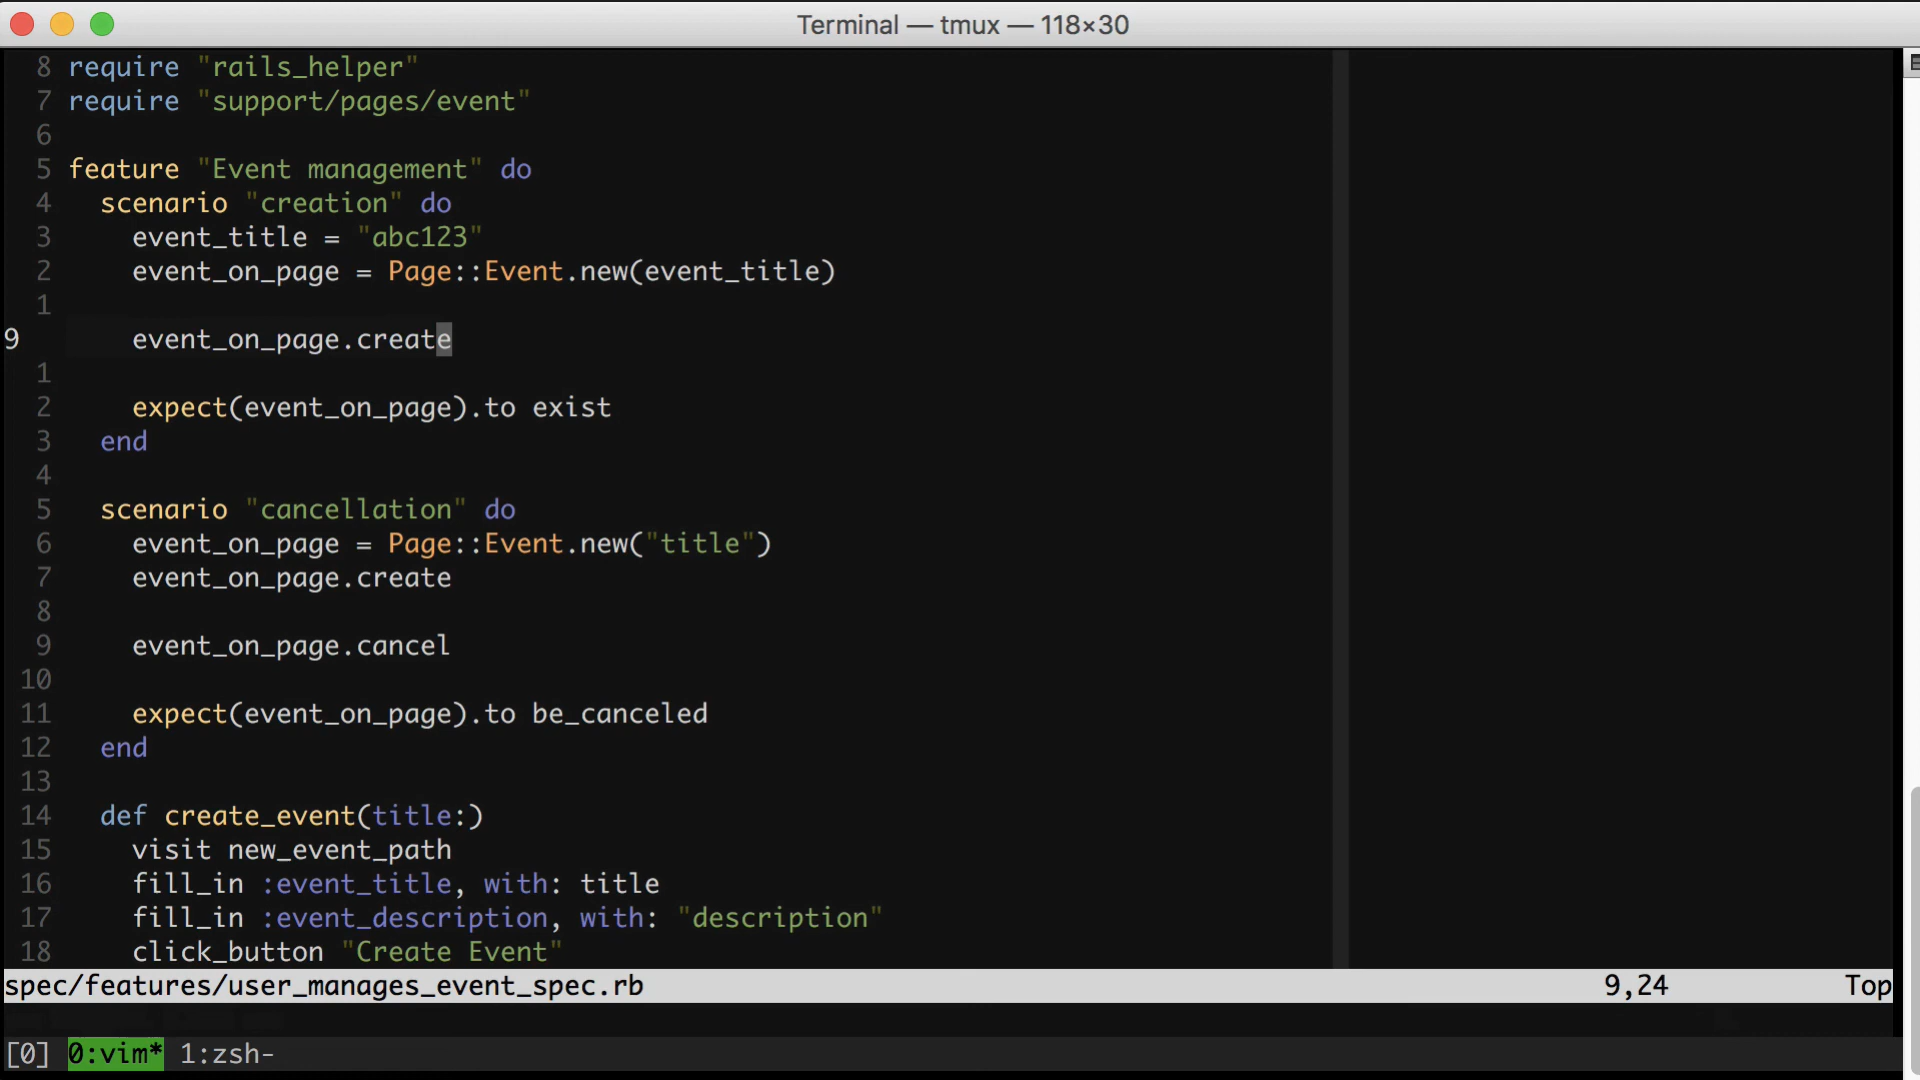 Terminal — tmux — 118×30
8 require "rails_helper"
7 require "support/pages/event"
6
5 feature "Event management" do
4   scenario "creation" do
3     event_title = "abc123"
2     event_on_page = Page::Event.new(event_title)
1
9     event_on_page.create
1
2     expect(event_on_page).to exist
3   end
4
5   scenario "cancellation" do
6     event_on_page = Page::Event.new("title")
7     event_on_page.create
8
9     event_on_page.cancel
10
11     expect(event_on_page).to be_canceled
12   end
13
14   def create_event(title:)
15     visit new_event_path
16     fill_in :event_title, with: title
17     fill_in :event_description, with: "description"
18     click_button "Create Event"
spec/features/user_manages_event_spec.rb 9,24 Top
[0] 0:vim* 1:zsh-